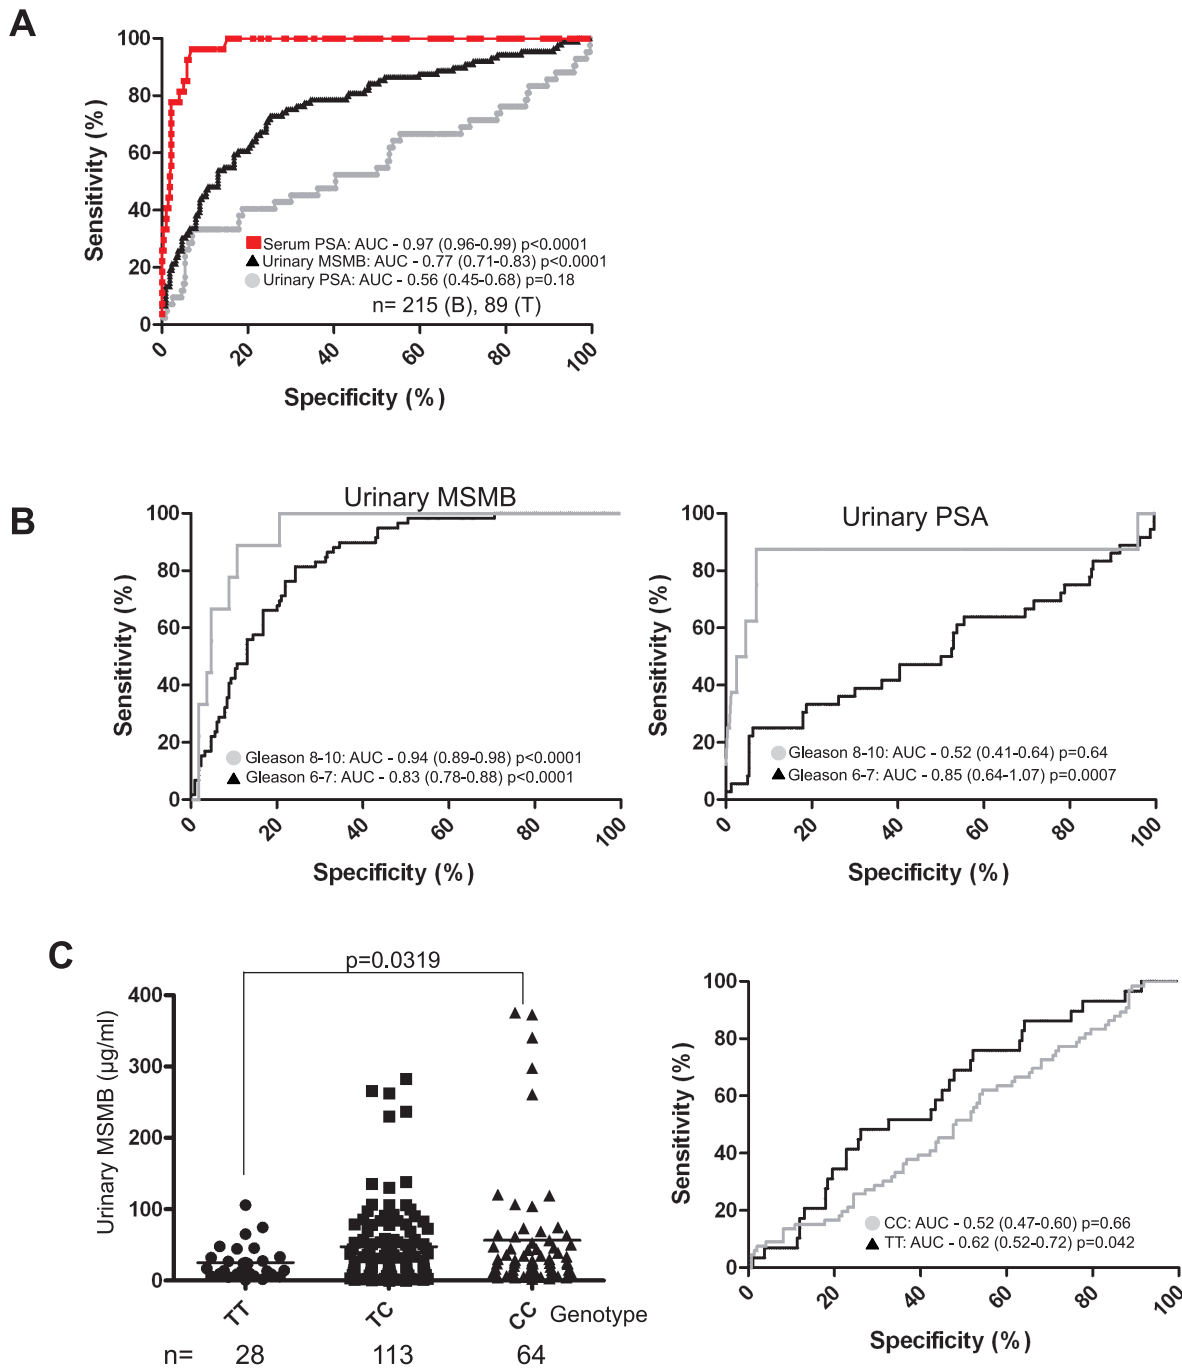 A
100
80
60
40
20
0
Sensitivity (%)
Serum PSA: AUC - 0.97 (0.96-0.99) p<0.0001
Urinary MSMB: AUC - 0.77 (0.71-0.83) p<0.0001
Urinary PSA: AUC - 0.56 (0.45-0.68) p=0.18
n= 215 (B), 89 (T)
0 20 40 60 80 100
Specificity (%)
B
Urinary MSMB
100
80
60
40
20
0
Sensitivity (%)
Gleason 8-10: AUC - 0.94 (0.89-0.98) p<0.0001
Gleason 6-7: AUC - 0.83 (0.78-0.88) p<0.0001
0 20 40 60 80 100
Specificity (%)
Urinary PSA
100
80
60
40
20
0
Sensitivity (%)
Gleason 8-10: AUC - 0.52 (0.41-0.64) p=0.64
Gleason 6-7: AUC - 0.85 (0.64-1.07) p=0.0007
0 20 40 60 80 100
Specificity (%)
C
p=0.0319
400
300
200
100
0
Urinary MSMB (µg/ml)
TT TC CC Genotype
n= 28 113 64
100
80
60
40
20
0
Sensitivity (%)
CC: AUC - 0.52 (0.47-0.60) p=0.66
TT: AUC - 0.62 (0.52-0.72) p=0.042
0 20 40 60 80 100
Specificity (%)